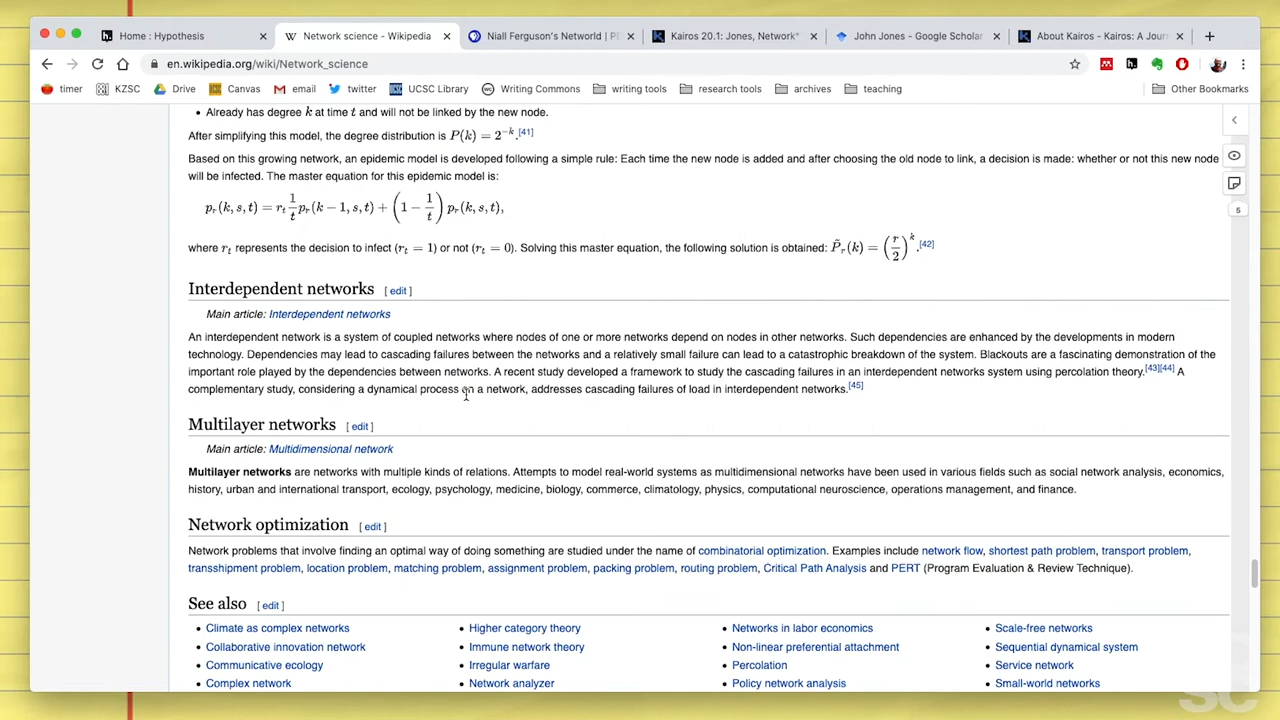 Home : Hypothesis
Network science - Wikipedia
Niall Ferguson's Networld | P
Kairos 20.1: Jones, Network*
John Jones - Google Scholar
About Kairos - Kairos: A Jour
en.wikipedia.org/wiki/Network_science
timer
KZSC
Drive
Canvas
email
twitter
UCSC Library
Writing Commons
writing tools
research tools
archives
teaching
Other Bookmarks
• Already has degree k at time t and will not be linked by the new node.
After simplifying this model, the degree distribution is P(k) = 2^{−k}.[41]
Based on this growing network, an epidemic model is developed following a simple rule: Each time the new node is added and after choosing the old node to link, a decision is made: whether or not this new node
will be infected. The master equation for this epidemic model is:
p_r(k, s, t) = r_t 1/t p_r(k − 1, s, t) + (1 − 1/t) p_r(k, s, t),
where r_t represents the decision to infect (r_t = 1) or not (r_t = 0). Solving this master equation, the following solution is obtained: P̃_r(k) = (r/2)^k.[42]
5
Interdependent networks [ edit ]
Main article: Interdependent networks
An interdependent network is a system of coupled networks where nodes of one or more networks depend on nodes in other networks. Such dependencies are enhanced by the developments in modern
technology. Dependencies may lead to cascading failures between the networks and a relatively small failure can lead to a catastrophic breakdown of the system. Blackouts are a fascinating demonstration of the
important role played by the dependencies between networks. A recent study developed a framework to study the cascading failures in an interdependent networks system using percolation theory.[43][44] A
complementary study, considering a dynamical process on a network, addresses cascading failures of load in interdependent networks.[45]
Multilayer networks [ edit ]
Main article: Multidimensional network
Multilayer networks are networks with multiple kinds of relations. Attempts to model real-world systems as multidimensional networks have been used in various fields such as social network analysis, economics,
history, urban and international transport, ecology, psychology, medicine, biology, commerce, climatology, physics, computational neuroscience, operations management, and finance.
Network optimization [ edit ]
Network problems that involve finding an optimal way of doing something are studied under the name of combinatorial optimization. Examples include network flow, shortest path problem, transport problem,
transshipment problem, location problem, matching problem, assignment problem, packing problem, routing problem, Critical Path Analysis and PERT (Program Evaluation & Review Technique).
See also [ edit ]
• Climate as complex networks
• Collaborative innovation network
• Communicative ecology
• Complex network
• Higher category theory
• Immune network theory
• Irregular warfare
• Network analyzer
• Networks in labor economics
• Non-linear preferential attachment
• Percolation
• Policy network analysis
• Scale-free networks
• Sequential dynamical system
• Service network
• Small-world networks
SC